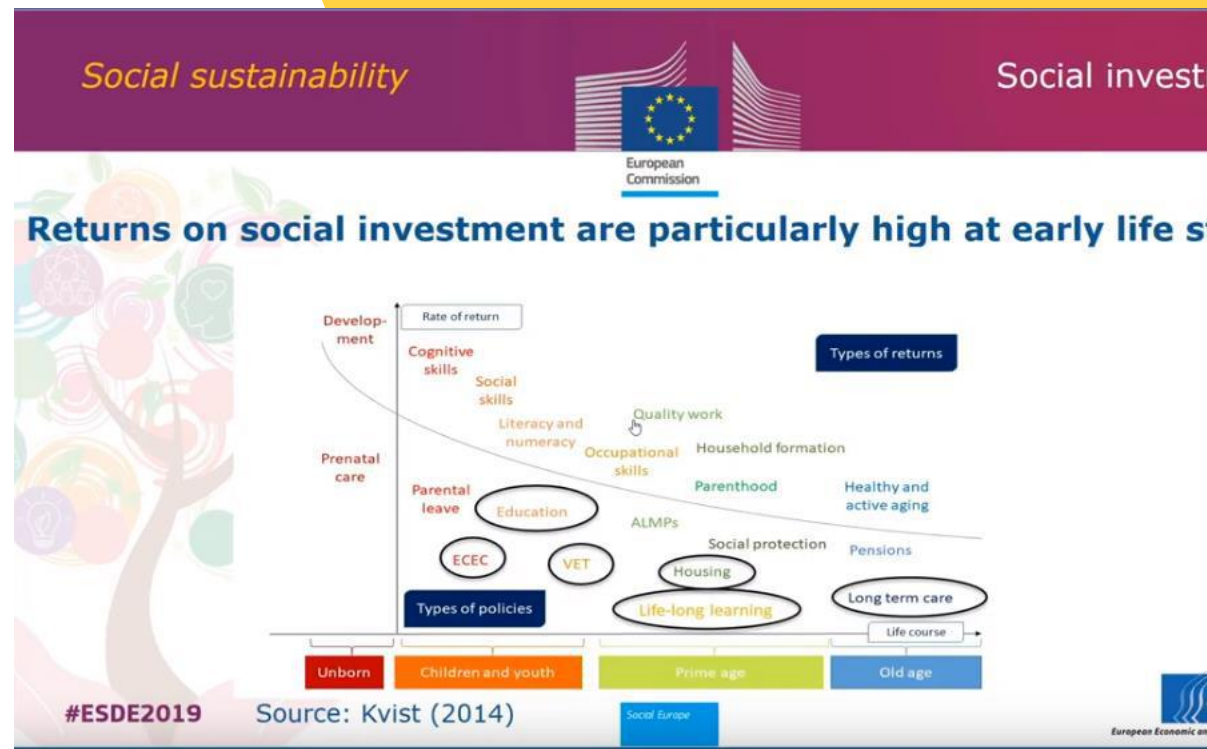 Social sustainability
Social invest
European
Commission
Returns on social investment are particularly high at early life s
Develop-
ment
Rate of return
Cognitive
skills
Types of returns
Social
skills
Quality work
Literacy and
numeracy
Household formation
Occupational
skills
Prenatal
care
Parental
leave
Parenthood
Healthy and
active aging
Education
ALMPs
Social protection
Pensions
ECEC
VET
Housing
Types of policies
Life-long learning
Long term care
Life course
Unborn
Children and youth
Prime age
Old age
#ESDE2019
Source: Kvist (2014)
Social Europe
European Economic an